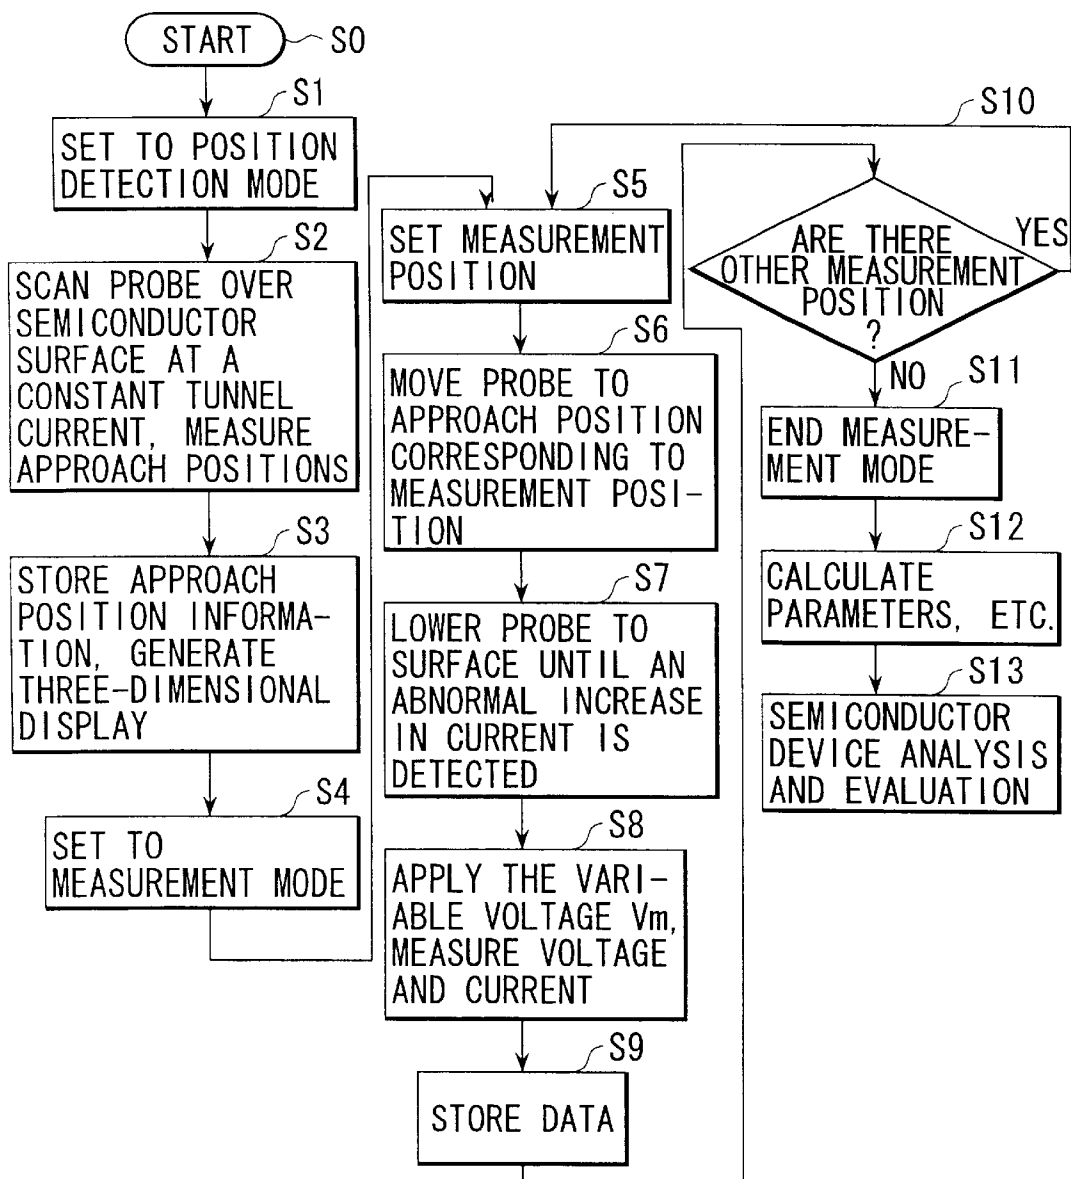 START
S0
S1
SET TO POSITION
DETECTION MODE
S2
SCAN PROBE OVER
SEMICONDUCTOR
SURFACE AT A
CONSTANT TUNNEL
CURRENT, MEASURE
APPROACH POSITIONS
S3
STORE APPROACH
POSITION INFORMA-
TION, GENERATE
THREE-DIMENSIONAL
DISPLAY
S4
SET TO
MEASUREMENT MODE
S5
SET MEASUREMENT
POSITION
S6
MOVE PROBE TO
APPROACH POSITION
CORRESPONDING TO
MEASUREMENT POSI-
TION
S7
LOWER PROBE TO
SURFACE UNTIL AN
ABNORMAL INCREASE
IN CURRENT IS
DETECTED
S8
APPLY THE VARI-
ABLE VOLTAGE Vm,
MEASURE VOLTAGE
AND CURRENT
S9
STORE DATA
S10
ARE THERE
OTHER MEASUREMENT
POSITION
?
YES
NO
S11
END MEASURE-
MENT MODE
S12
CALCULATE
PARAMETERS, ETC.
S13
SEMICONDUCTOR
DEVICE ANALYSIS
AND EVALUATION